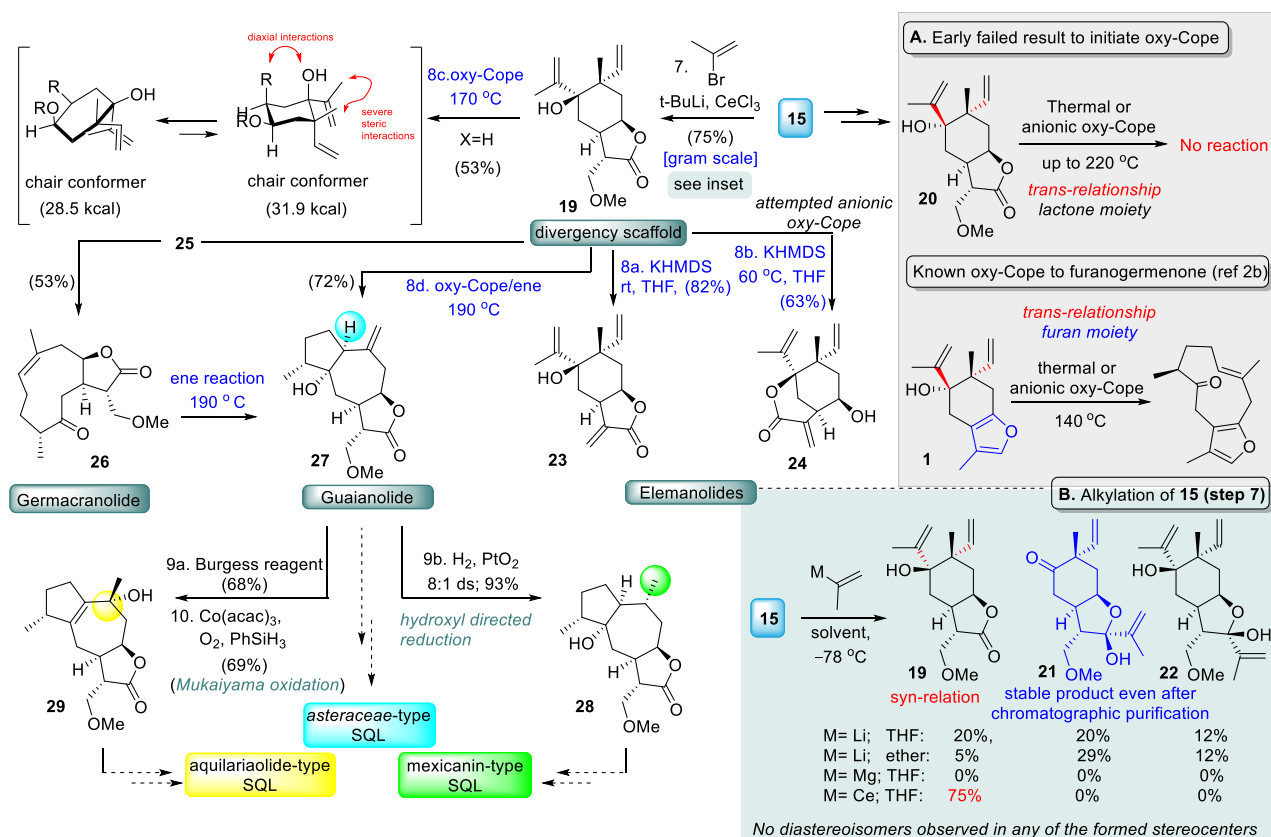 diaxial interactions
R
OH
RO
H
severe
steric
interactions
chair conformer
(31.9 kcal)
R
RO
H
OH
chair conformer
(28.5 kcal)
25
8c.oxy-Cope
170 °C
X=H
(53%)
HO
H
O
O
OMe
19
divergency scaffold
7.
Br
t-BuLi, CeCl3
(75%)
[gram scale]
see inset
15
attempted anionic
oxy-Cope
A. Early failed result to initiate oxy-Cope
HO
H
O
O
OMe
20
Thermal or
anionic oxy-Cope
up to 220 °C
trans-relationship
lactone moiety
No reaction
Known oxy-Cope to furanogermenone (ref 2b)
trans-relationship
furan moiety
HO
O
1
thermal or
anionic oxy-Cope
140 °C
O
O
(53%)
(72%)
8d. oxy-Cope/ene
190 °C
8a. KHMDS
rt, THF, (82%)
8b. KHMDS
60 °C, THF
(63%)
O
O
H
O
OMe
26
Germacranolide
ene reaction
190 °C
H
HO
H
O
O
OMe
27
Guaianolide
HO
H
O
O
23
O
O
H
OH
24
Elemanolides
9a. Burgess reagent
(68%)
10. Co(acac)3,
O2, PhSiH3
(69%)
(Mukaiyama oxidation)
9b. H2, PtO2
8:1 ds; 93%
hydroxyl directed
reduction
OH
H
O
O
OMe
29
H
HO
H
O
O
OMe
28
asteraceae-type
SQL
aquilariaolide-type
SQL
mexicanin-type
SQL
B. Alkylation of 15 (step 7)
15
M
solvent,
–78 °C
HO
H
O
O
OMe
19
syn-relation
O
H
O
OH
OMe
21
stable product even after
chromatographic purification
HO
H
O
OH
OMe
22
M= Li; THF: 20%, 20% 12%
M= Li; ether: 5% 29% 12%
M= Mg; THF: 0% 0% 0%
M= Ce; THF: 75% 0% 0%
No diastereoisomers observed in any of the formed stereocenters